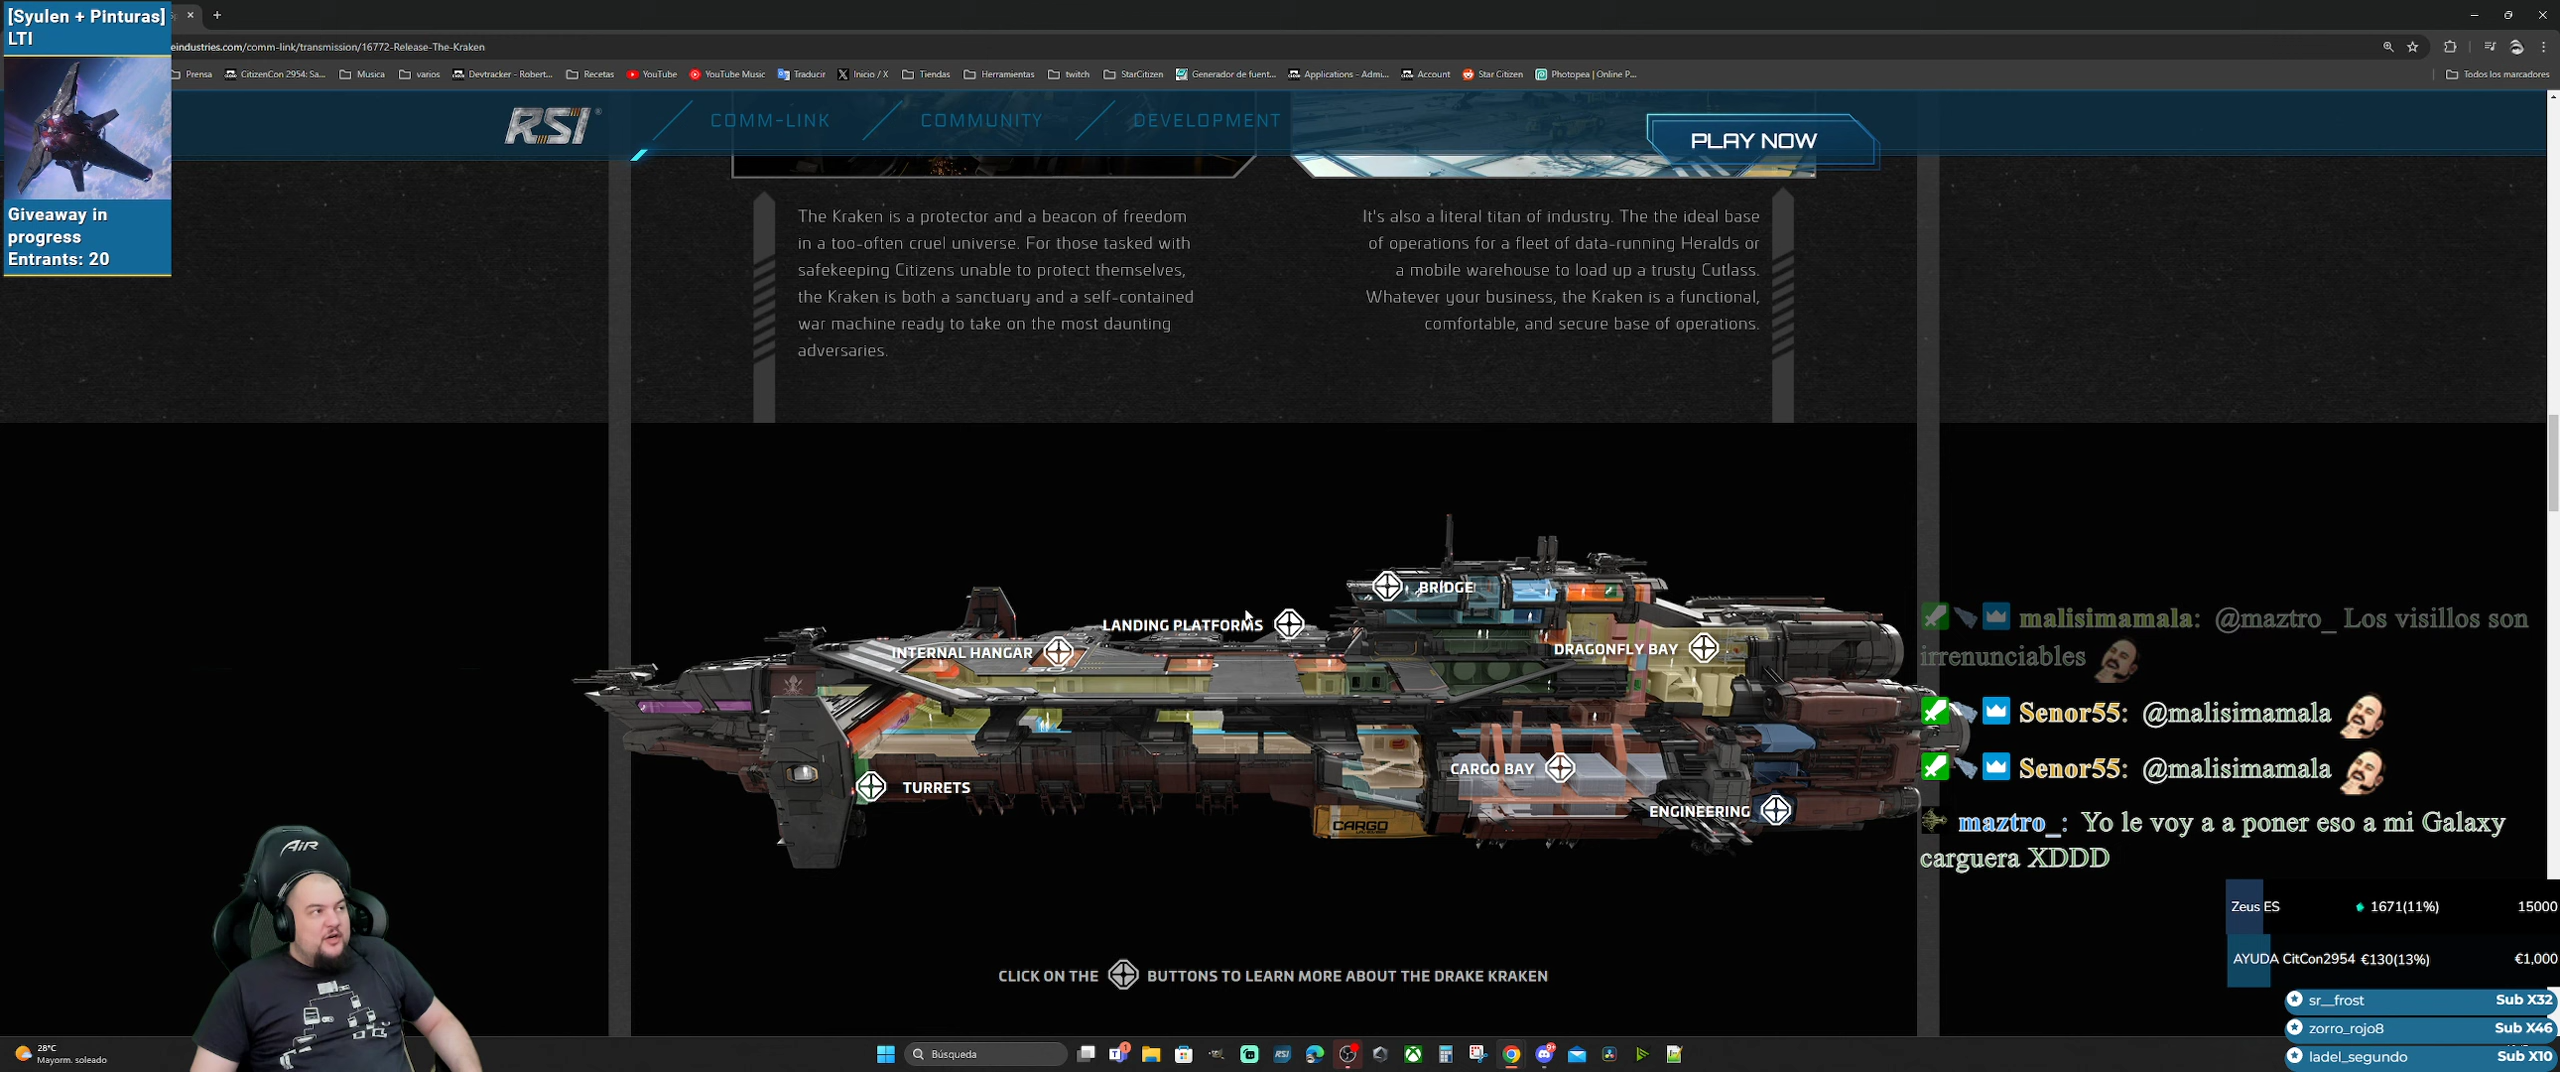 [Syulen + Pinturas]
LTI
Giveaway in
progress
Entrants: 20
eindustries.com/comm-link/transmission/16772-Release-The-Kraken
Prensa
CitizenCon 2954: Sa...
Musica
varios
Devtracker - Robert...
Recetas
YouTube
YouTube Music
Traducir
Inicio / X
Tiendas
Herramientas
twitch
StarCitizen
Generador de fuent...
Applications - Admi...
Account
Star Citizen
Photopea | Online P...
Todos los marcadores
RSI
COMM-LINK
COMMUNITY
DEVELOPMENT
PLAY NOW
The Kraken is a protector and a beacon of freedom
in a too-often cruel universe. For those tasked with
safekeeping Citizens unable to protect themselves,
the Kraken is both a sanctuary and a self-contained
war machine ready to take on the most daunting
adversaries.
It's also a literal titan of industry. The the ideal base
of operations for a fleet of data-running Heralds or
a mobile warehouse to load up a trusty Cutlass.
Whatever your business, the Kraken is a functional,
comfortable, and secure base of operations.
BRIDGE
LANDING PLATFORMS
INTERNAL HANGAR
DRAGONFLY BAY
TURRETS
CARGO BAY
ENGINEERING
CARGO
CLICK ON THE BUTTONS TO LEARN MORE ABOUT THE DRAKE KRAKEN
malisimamala: @maztro_ Los visillos son
irrenunciables
Senor55: @malisimamala
Senor55: @malisimamala
maztro_: Yo le voy a a poner eso a mi Galaxy
carguera XDDD
Zeus ES 1671(11%) 15000
AYUDA CitCon2954 €130(13%) €1,000
sr__frost Sub X32
zorro_rojo8 Sub X46
ladel_segundo Sub X10
AIR
28°C
Mayorm. soleado
Búsqueda
RSI